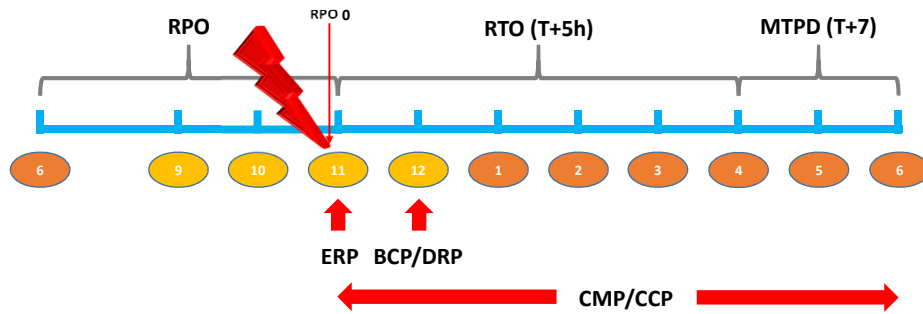 RPO
RPO 0
RTO (T+5h)
MTPD (T+7)
6 9 10 11 12 1 2 3 4 5 6
ERP BCP/DRP
CMP/CCP